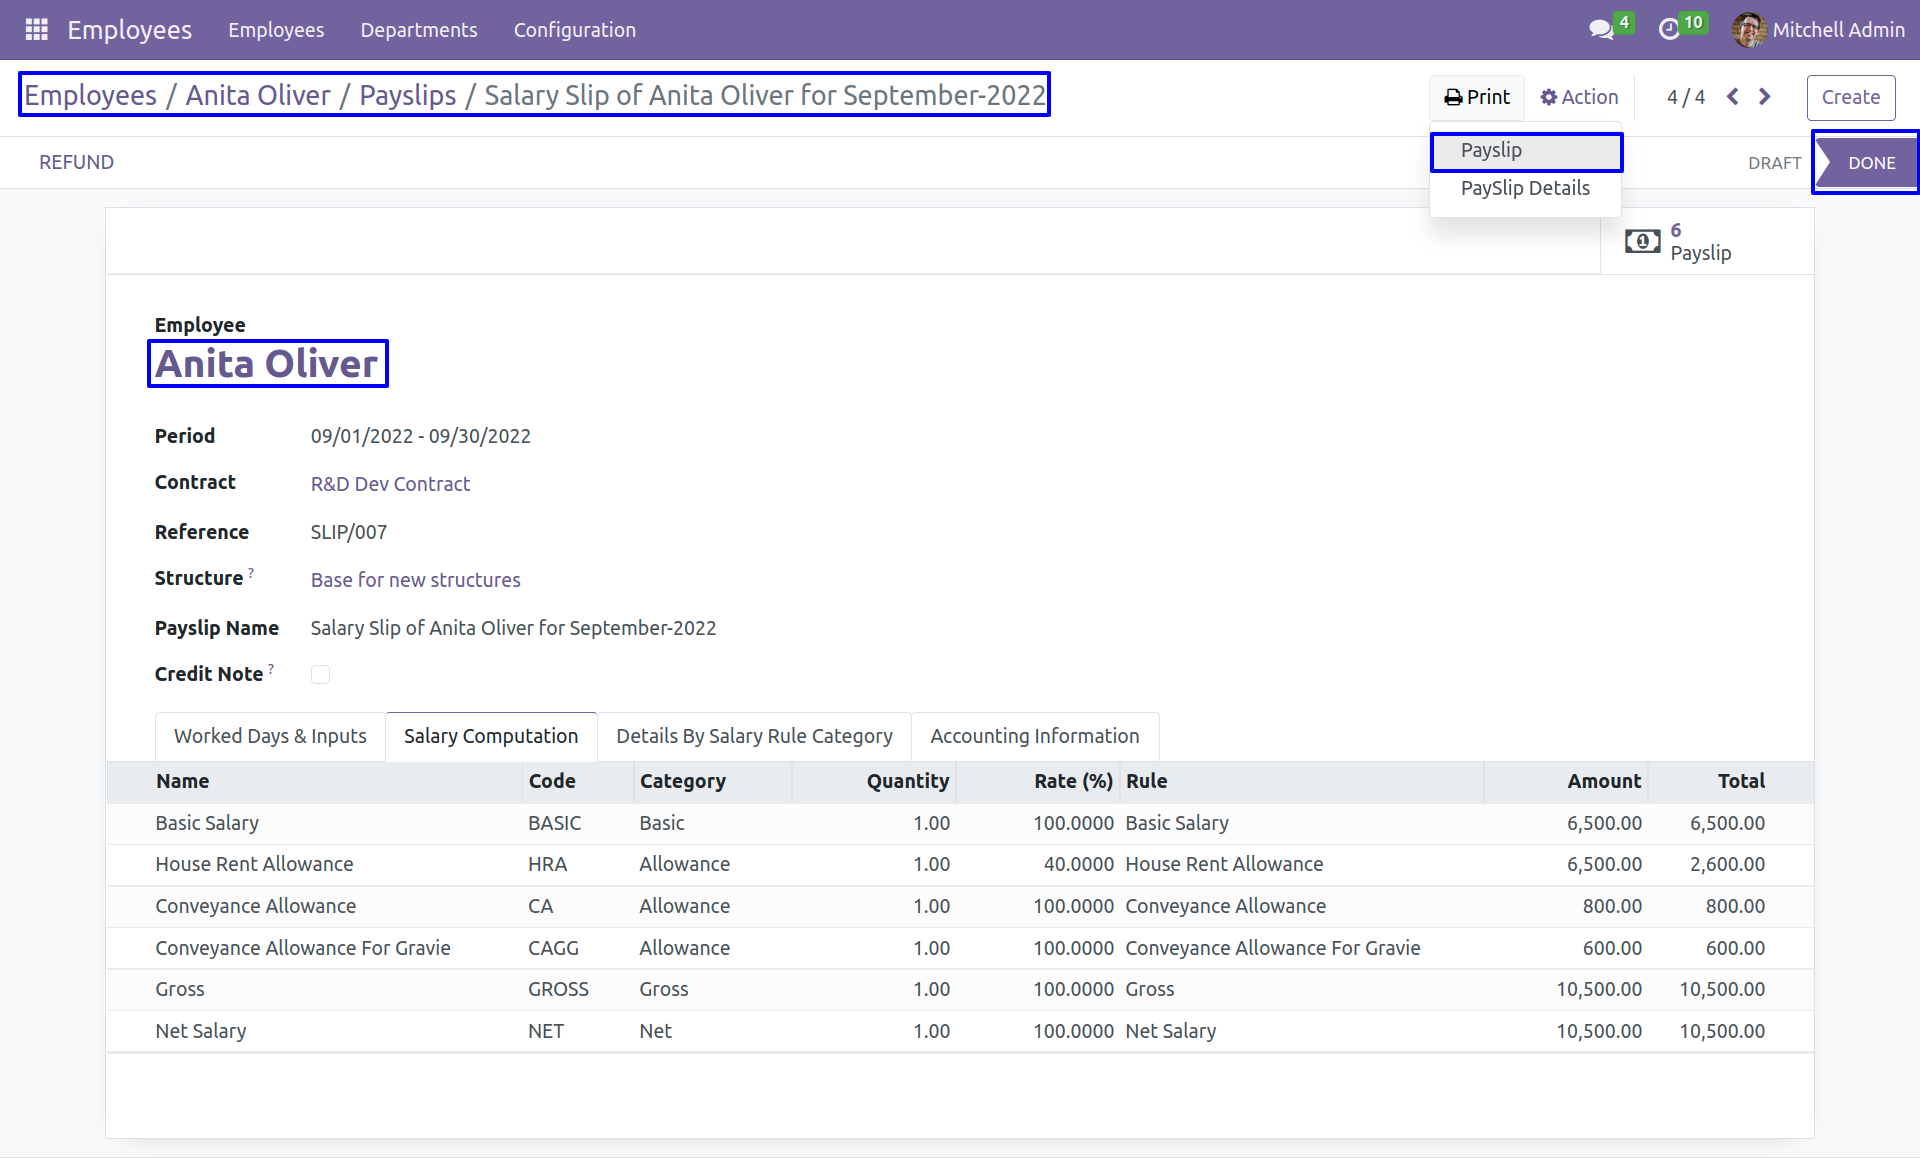 Employees Employees Departments Configuration 4 10 Mitchell Admin
Employees / Anita Oliver / Payslips / Salary Slip of Anita Oliver for September-2022 Print Action 4 / 4 Create
REFUND Payslip DRAFT DONE
PaySlip Details
6
Payslip
Employee
Anita Oliver
Period 09/01/2022 - 09/30/2022
Contract R&D Dev Contract
Reference SLIP/007
Structure ? Base for new structures
Payslip Name Salary Slip of Anita Oliver for September-2022
Credit Note ?
Worked Days & Inputs Salary Computation Details By Salary Rule Category Accounting Information
Name Code Category Quantity Rate (%) Rule Amount Total
Basic Salary BASIC Basic 1.00 100.0000 Basic Salary 6,500.00 6,500.00
House Rent Allowance HRA Allowance 1.00 40.0000 House Rent Allowance 6,500.00 2,600.00
Conveyance Allowance CA Allowance 1.00 100.0000 Conveyance Allowance 800.00 800.00
Conveyance Allowance For Gravie CAGG Allowance 1.00 100.0000 Conveyance Allowance For Gravie 600.00 600.00
Gross GROSS Gross 1.00 100.0000 Gross 10,500.00 10,500.00
Net Salary NET Net 1.00 100.0000 Net Salary 10,500.00 10,500.00